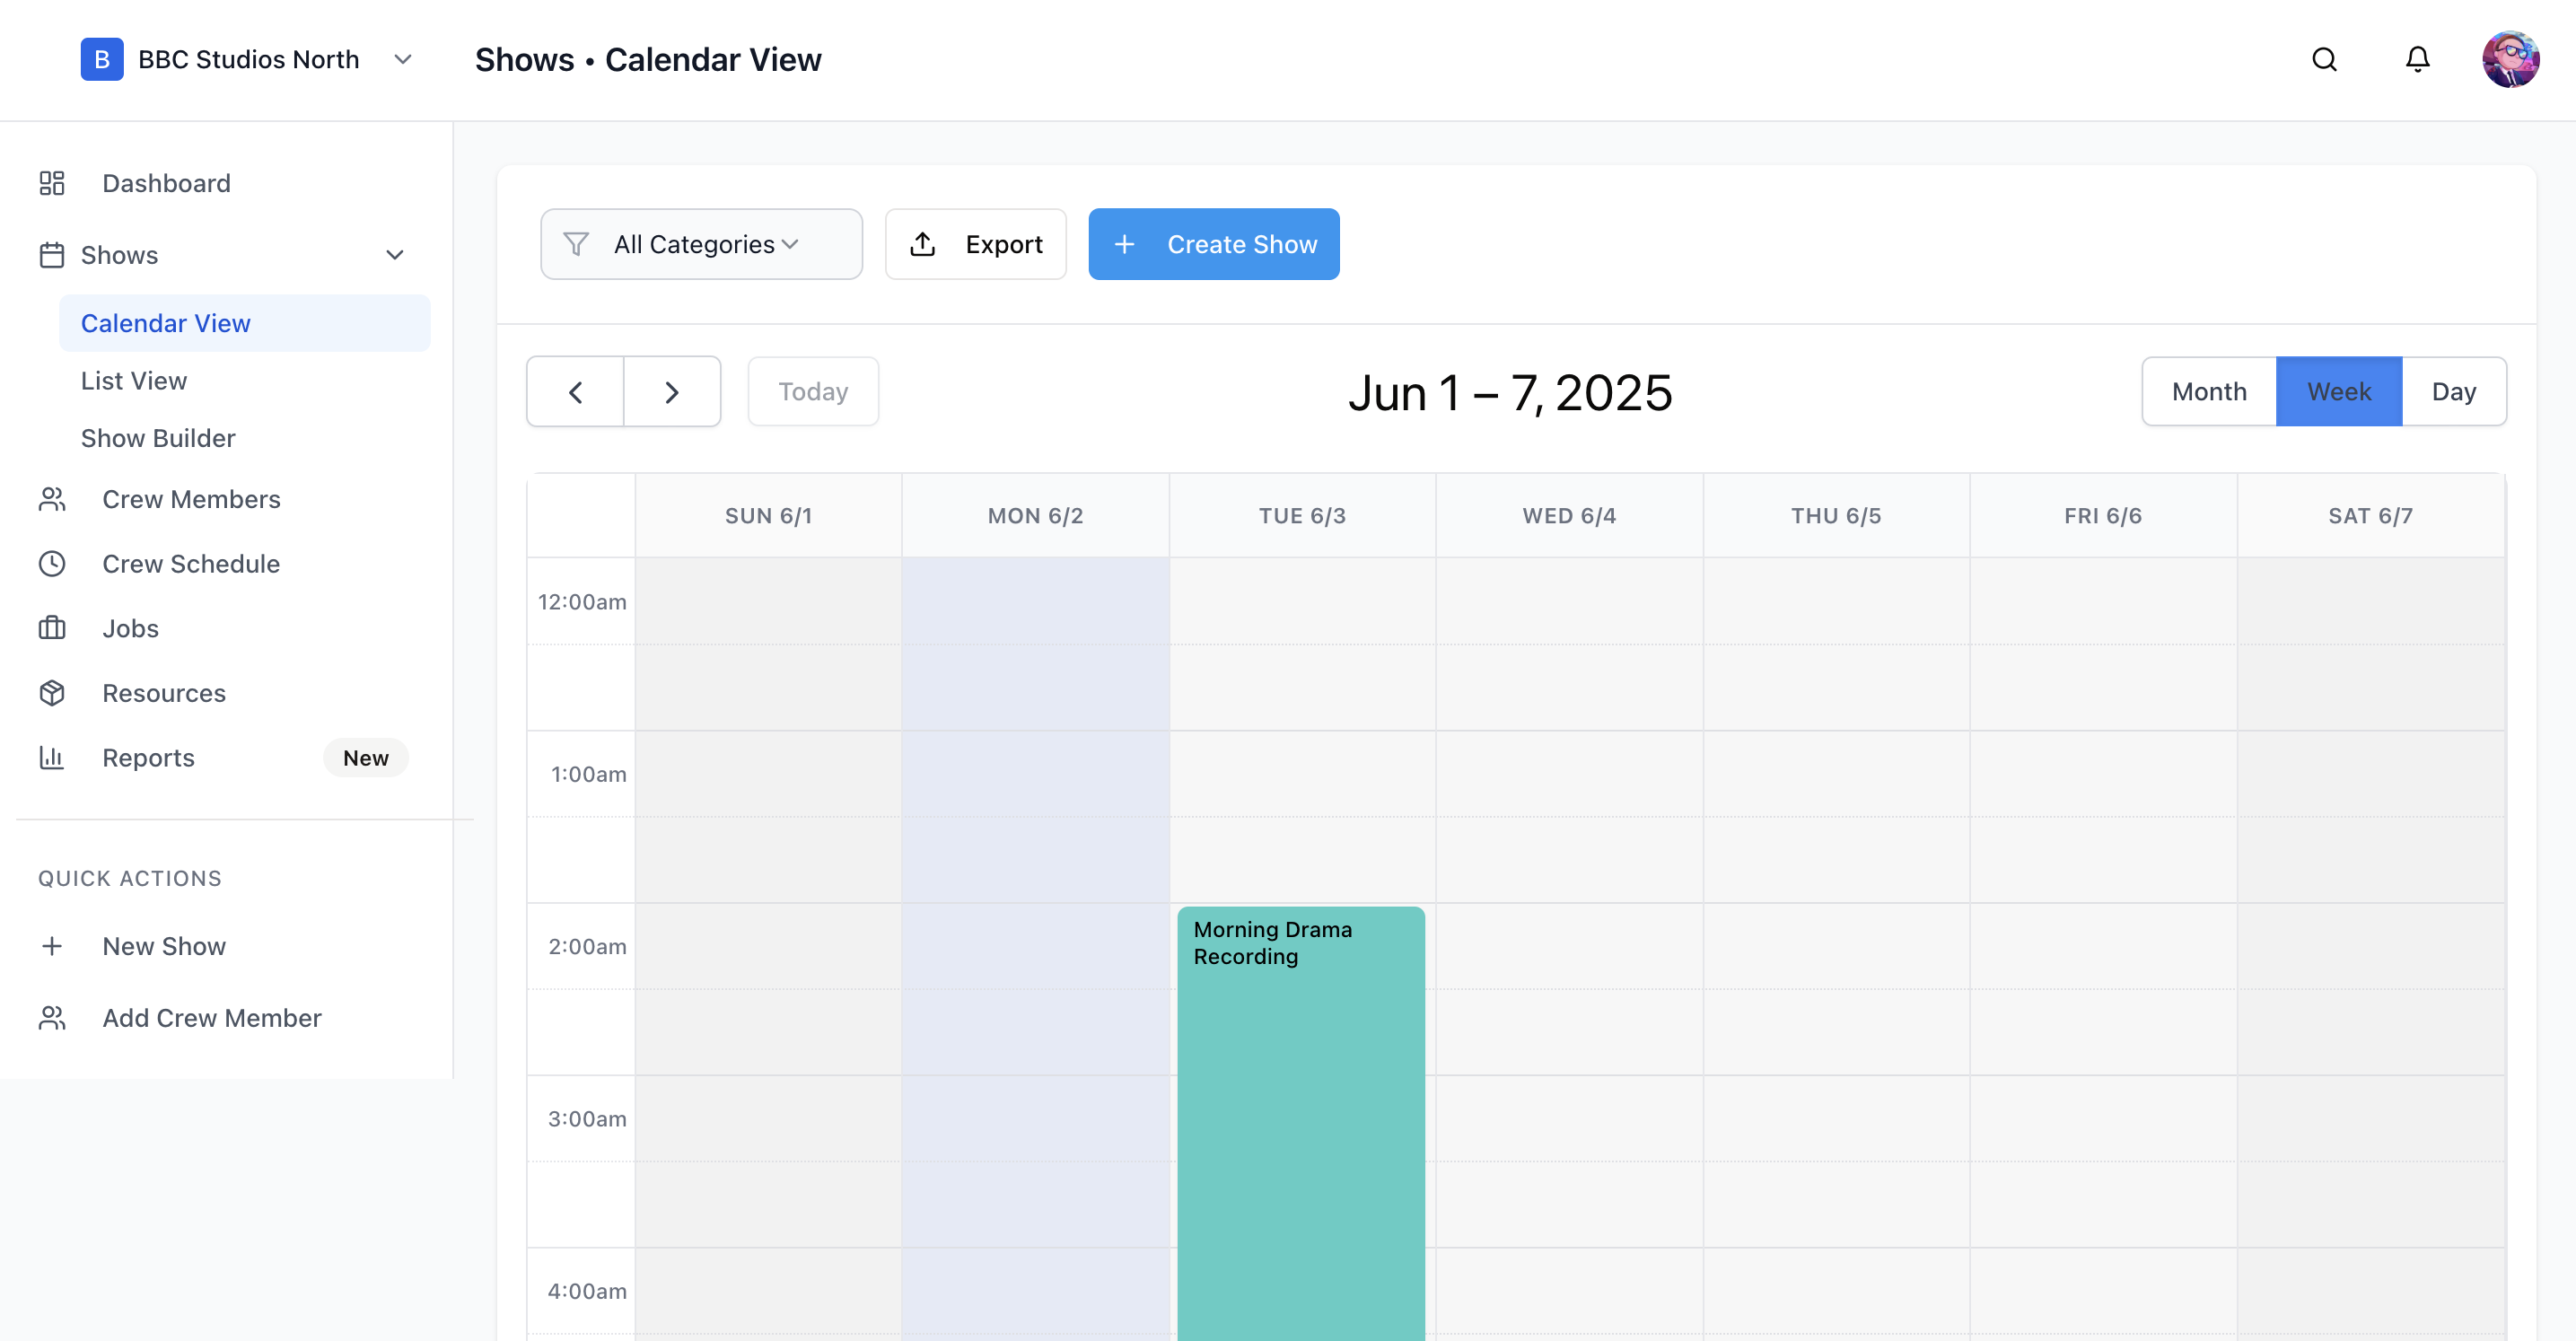 B BBC Studios North
Shows • Calendar View
Dashboard
Shows
Calendar View
List View
Show Builder
Crew Members
Crew Schedule
Jobs
Resources
Reports New
QUICK ACTIONS
New Show
Add Crew Member
All Categories Export + Create Show
Today Jun 1 – 7, 2025 Month Week Day
SUN 6/1 MON 6/2 TUE 6/3 WED 6/4 THU 6/5 FRI 6/6 SAT 6/7
12:00am
1:00am
2:00am
Morning Drama
Recording
3:00am
4:00am